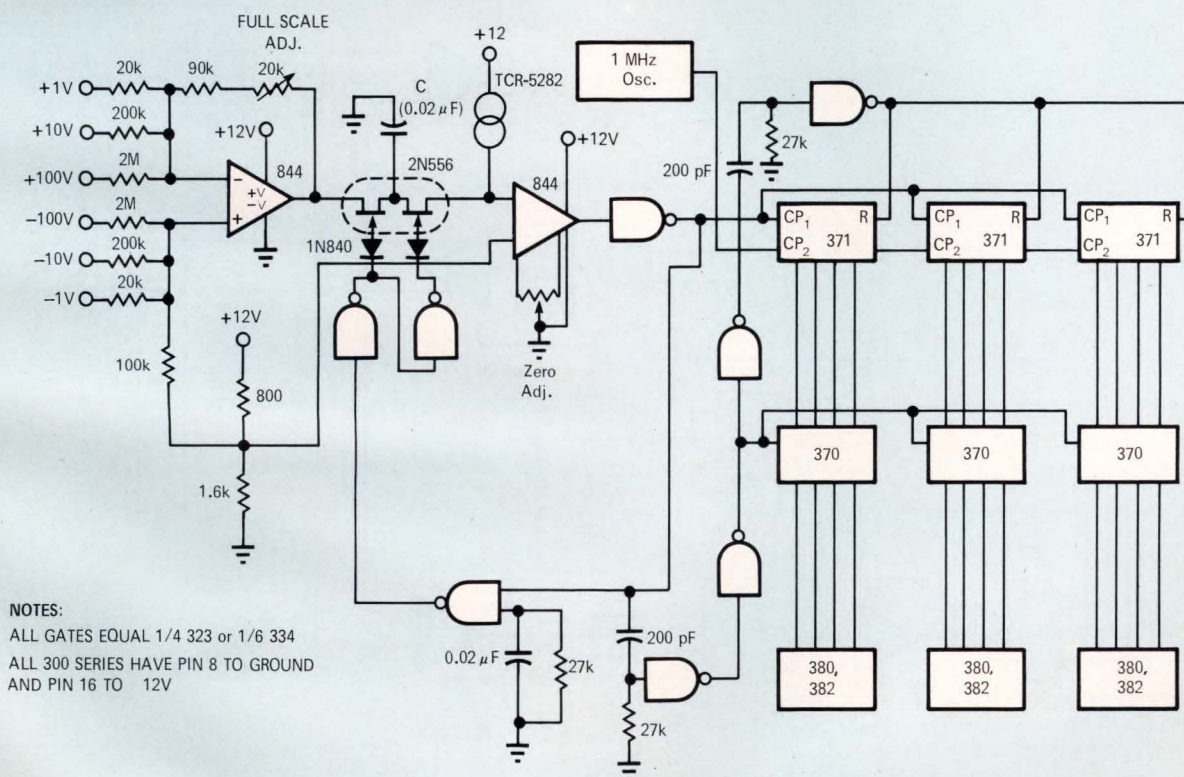 FULL SCALE
ADJ.
20k
90k
20k
+1V
200k
+10V
2M
+100V
2M
−100V
200k
−10V
20k
−1V
+12V
844
+V
−V
C
(0.02 μF)
2N556
1N840
+12
TCR-5282
844
+12V
Zero
Adj.
100k
+12V
800
1.6k
1 MHz
Osc.
200 pF
27k
CP1
R
CP2
371
CP1
R
CP2
371
CP1
R
CP2
371
370
370
370
0.02 μF
27k
200 pF
27k
380,
382
380,
382
380,
382
NOTES:
ALL GATES EQUAL 1/4 323 or 1/6 334
ALL 300 SERIES HAVE PIN 8 TO GROUND
AND PIN 16 TO 12V